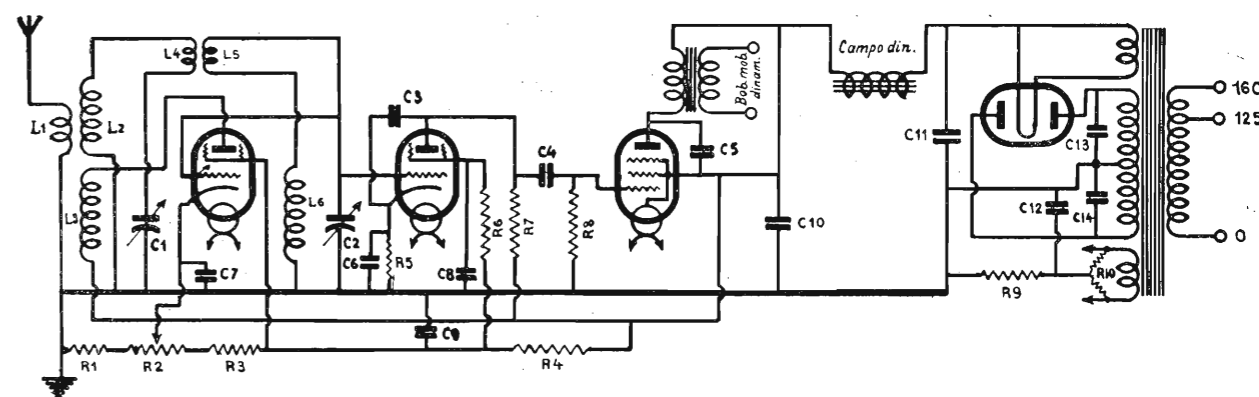 L4 L5
L1
L2
L3
C1
C7
L6
C2
C3
C6
R5
C8
R6
R7
C4
R8
C5
Bob. mob.
dinam.
Campo din.
C10
C11
C12
C13
C14
R9
R10
160
125
0
C9
R1
R2
R3
R4